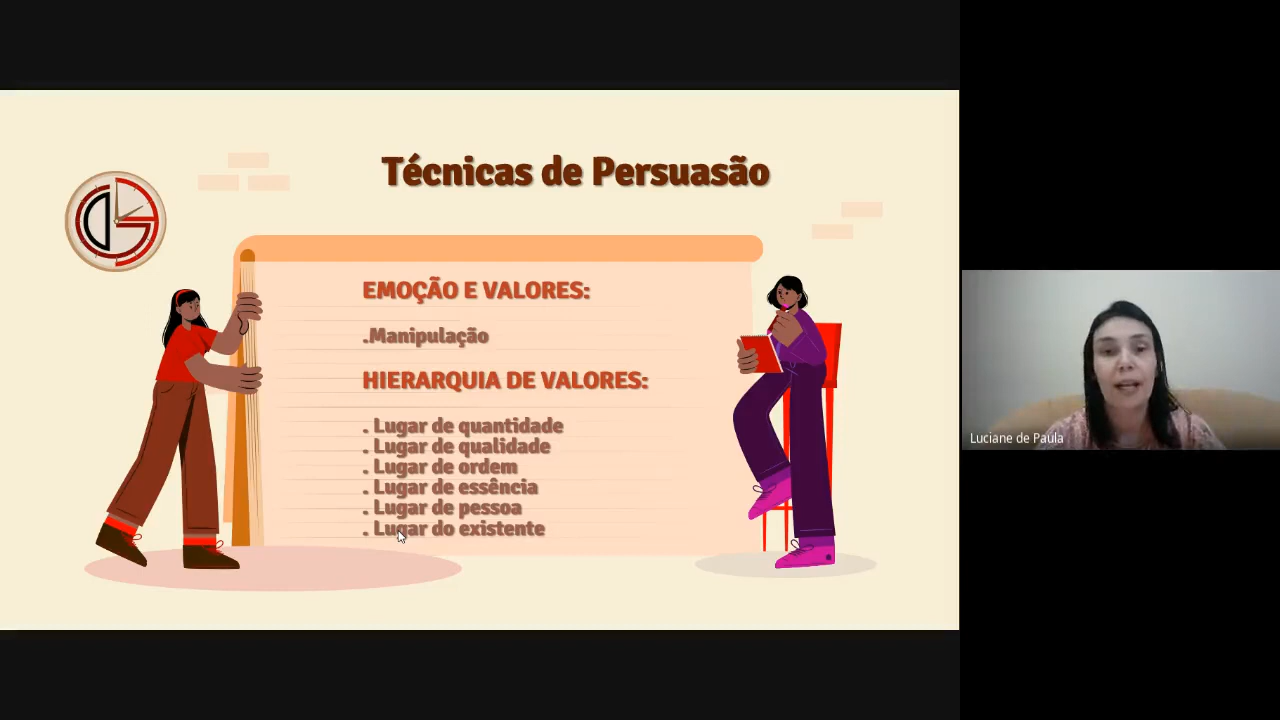 Técnicas de Persuasão
EMOÇÃO E VALORES:
.Manipulação
HIERARQUIA DE VALORES:
. Lugar de quantidade
. Lugar de qualidade
. Lugar de ordem
. Lugar de essência
. Lugar de pessoa
. Lugar do existente
Luciane de Paula